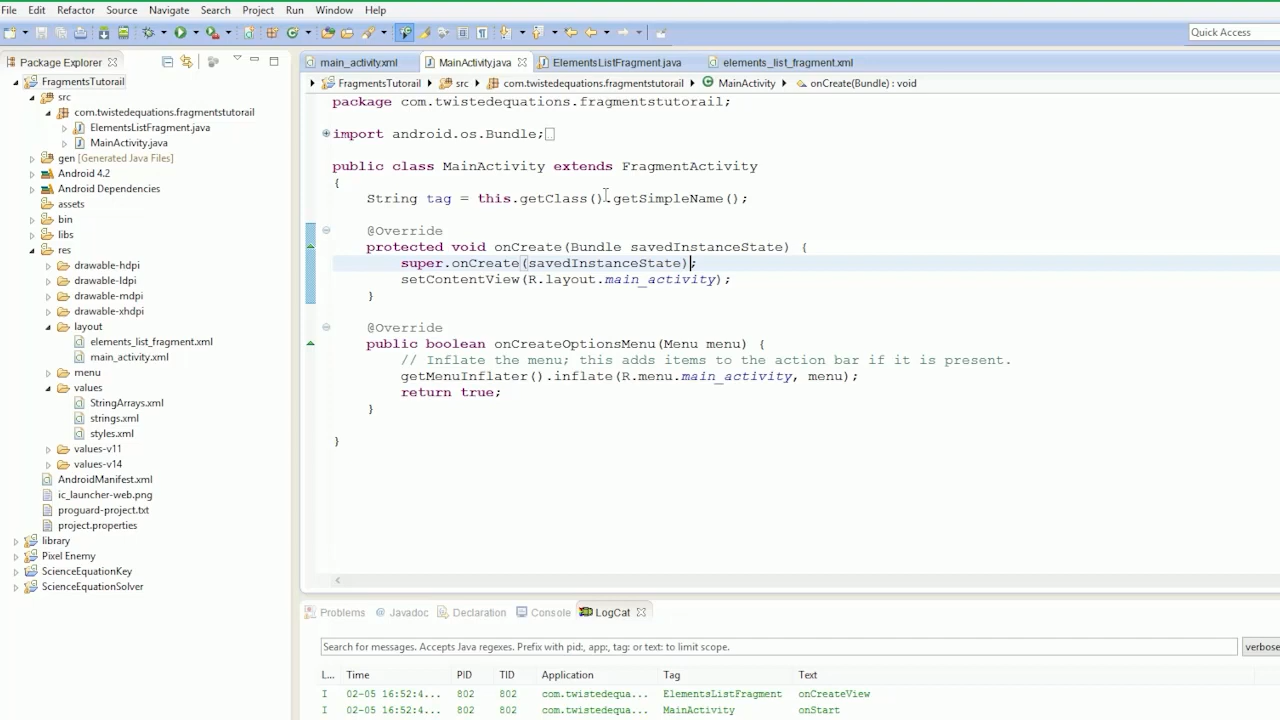 File Edit Refactor Source Navigate Search Project Run Window Help
Quick Access
Package Explorer
FragmentsTutorail
src
com.twistedequations.fragmentstutorail
ElementsListFragment.java
MainActivity.java
gen [Generated Java Files]
Android 4.2
Android Dependencies
assets
bin
libs
res
drawable-hdpi
drawable-ldpi
drawable-mdpi
drawable-xhdpi
layout
elements_list_fragment.xml
main_activity.xml
menu
values
StringArrays.xml
strings.xml
styles.xml
values-v11
values-v14
AndroidManifest.xml
ic_launcher-web.png
proguard-project.txt
project.properties
library
Pixel Enemy
ScienceEquationKey
ScienceEquationSolver
main_activity.xml MainActivity.java ElementsListFragment.java elements_list_fragment.xml
FragmentsTutorail src com.twistedequations.fragmentstutorail MainActivity onCreate(Bundle) : void
package com.twistedequations.fragmentstutorail;
import android.os.Bundle;
public class MainActivity extends FragmentActivity
{
String tag = this.getClass().getSimpleName();
@Override
protected void onCreate(Bundle savedInstanceState) {
super.onCreate(savedInstanceState);
setContentView(R.layout.main_activity);
}
@Override
public boolean onCreateOptionsMenu(Menu menu) {
// Inflate the menu; this adds items to the action bar if it is present.
getMenuInflater().inflate(R.menu.main_activity, menu);
return true;
}
}
Problems Javadoc Declaration Console LogCat
Search for messages. Accepts Java regexes. Prefix with pid:, app:, tag: or text: to limit scope.
verbose
L... Time PID TID Application Tag Text
I 02-05 16:52:4... 802 802 com.twistedequa... ElementsListFragment onCreateView
I 02-05 16:52:4... 802 802 com.twistedequa... MainActivity onStart